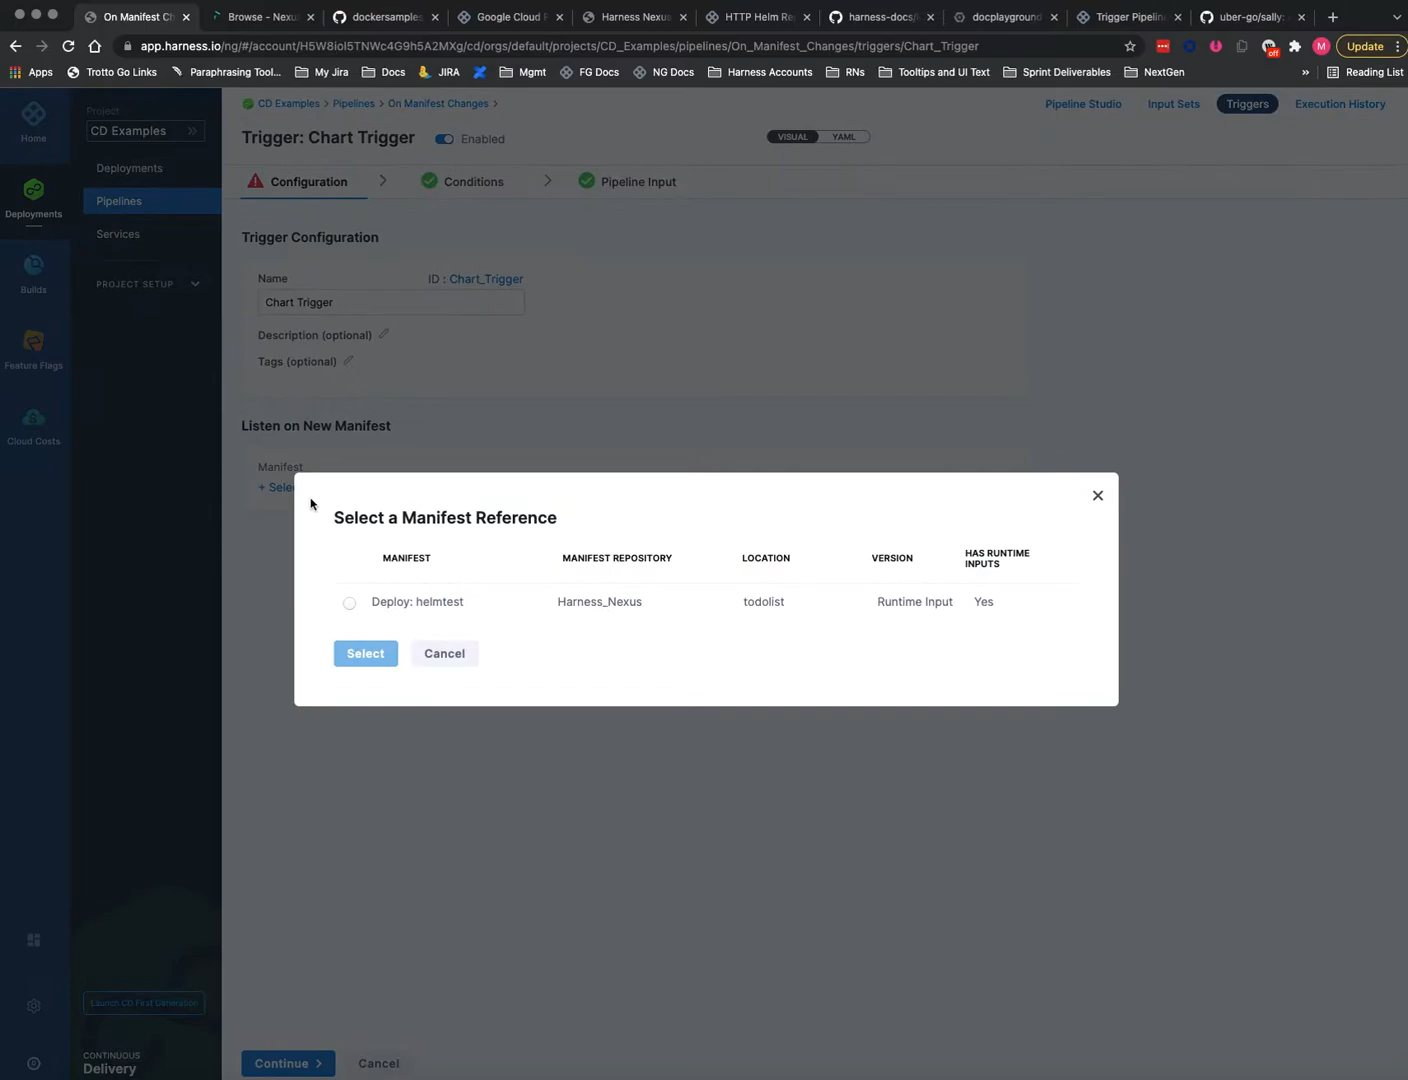 On Manifest Ch
Browse - Nexu
dockersamples
Google Cloud P
Harness Nexus
HTTP Helm Re
harness-docs/
docplayground
Trigger Pipelin
uber-go/sally:
app.harness.io/ng/#/account/H5W8iol5TNWc4G9h5A2MXg/cd/orgs/default/projects/CD_Examples/pipelines/On_Manifest_Changes/triggers/Chart_Trigger
off
M
Update
Apps
Trotto Go Links
Paraphrasing Tool...
My Jira
Docs
JIRA
Mgmt
FG Docs
NG Docs
Harness Accounts
RNs
Tooltips and UI Text
Sprint Deliverables
NextGen
»
Reading List
Home
Deployments
Builds
Feature Flags
Cloud Costs
Project
CD Examples
Deployments
Pipelines
Services
PROJECT SETUP
Launch CD First Generation
CONTINUOUS
Delivery
CD Examples > Pipelines > On Manifest Changes >
Pipeline Studio
Input Sets
Triggers
Execution History
Trigger: Chart Trigger
Enabled
VISUAL
YAML
Configuration
Conditions
Pipeline Input
Trigger Configuration
Name
ID : Chart_Trigger
Chart Trigger
Description (optional)
Tags (optional)
Listen on New Manifest
Manifest
+ Selec
Select a Manifest Reference
MANIFEST
MANIFEST REPOSITORY
LOCATION
VERSION
HAS RUNTIME
INPUTS
Deploy: helmtest
Harness_Nexus
todolist
Runtime Input
Yes
Select
Cancel
Continue >
Cancel